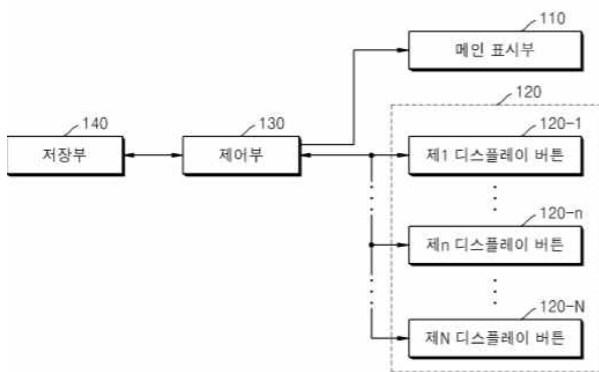 110
메인 표시부
120
140
130
120-1
저장부
제어부
제1 디스플레이 버튼
120-n
제n 디스플레이 버튼
120-N
제N 디스플레이 버튼